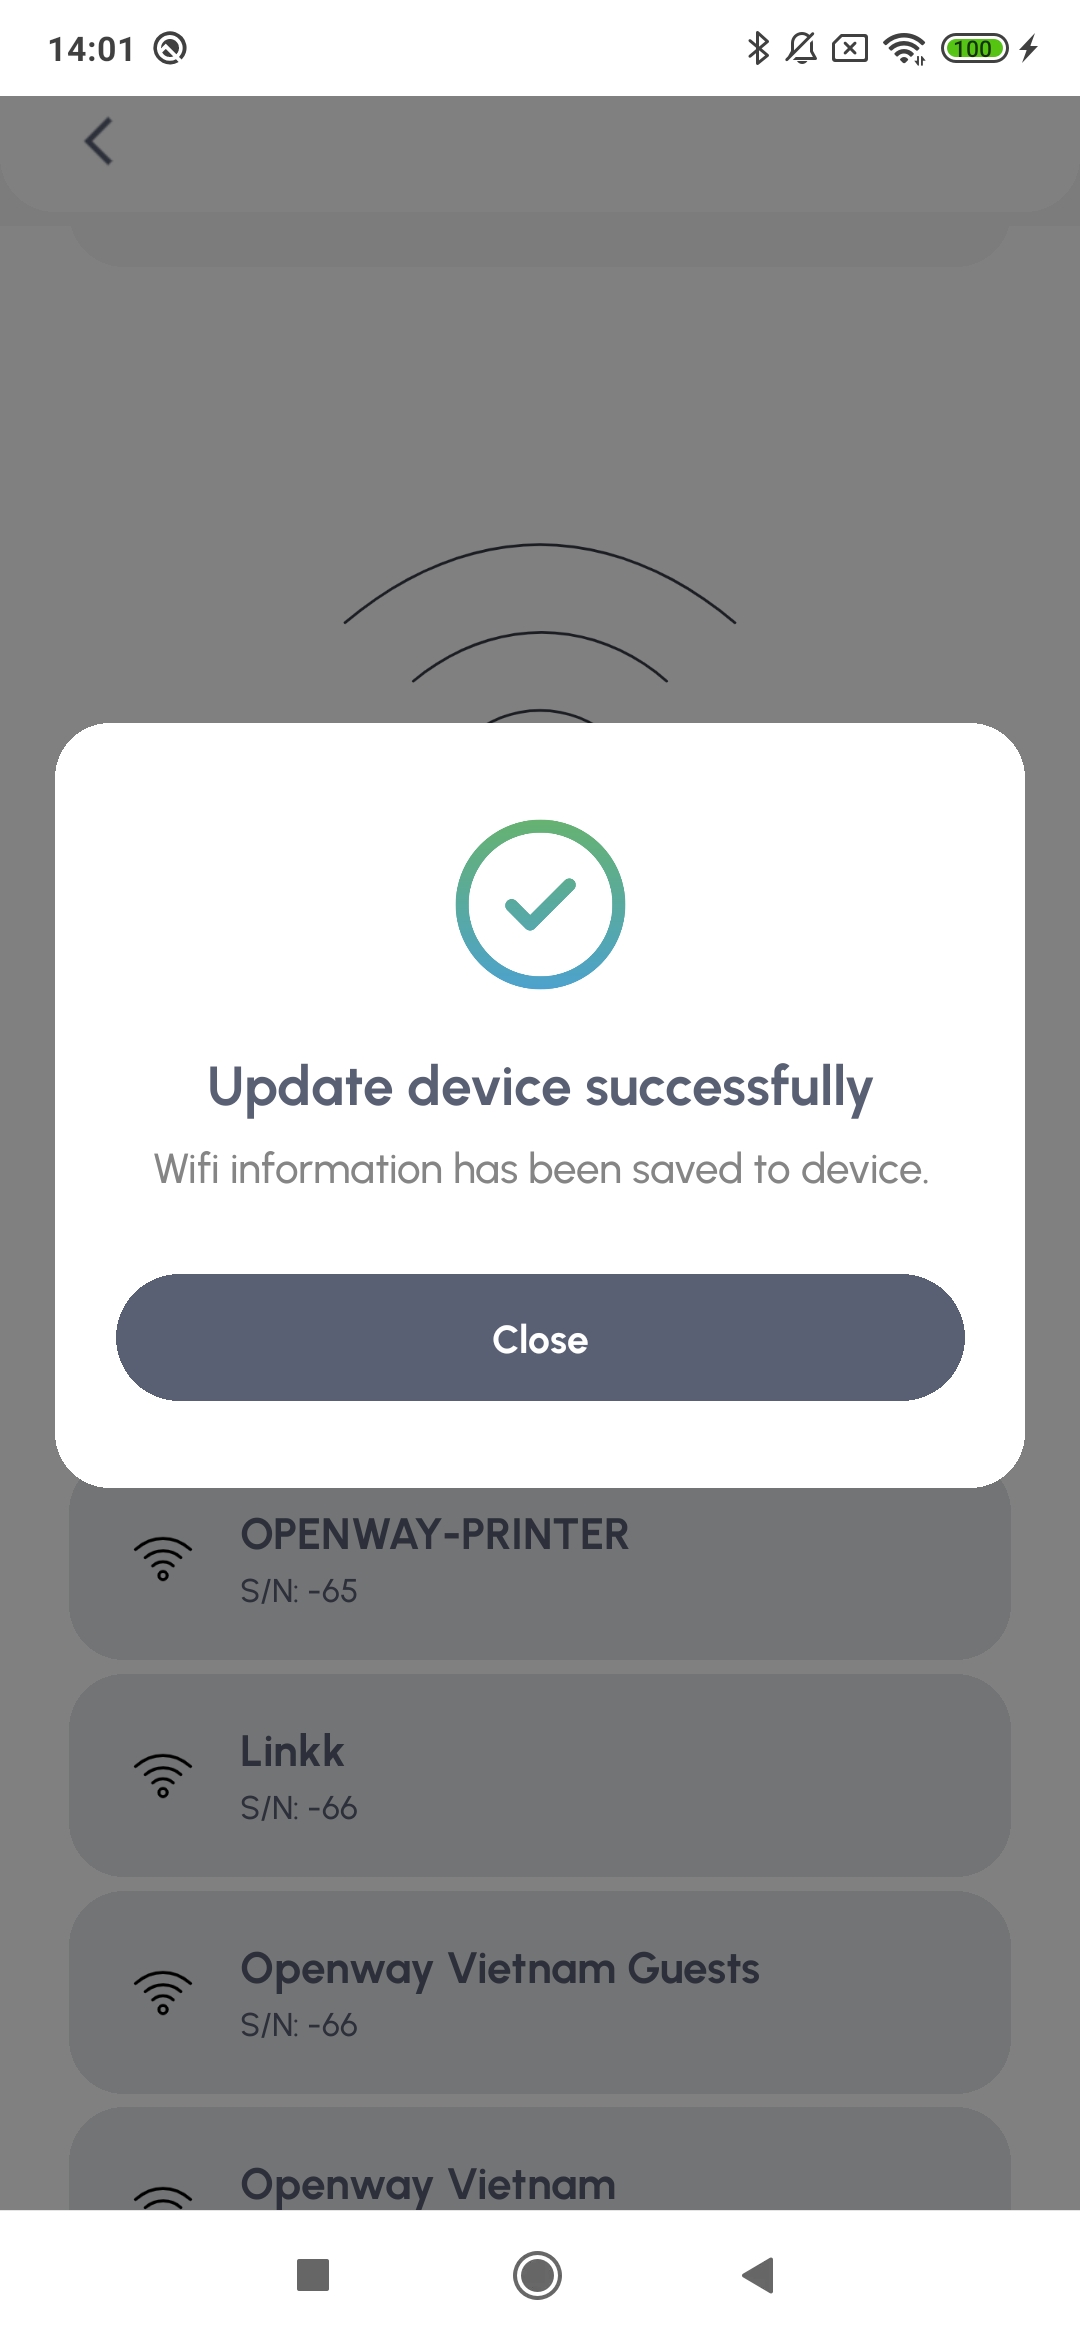 14:01
100
Update device successfully
Wifi information has been saved to device.
Close
OPENWAY-PRINTER
S/N: -65
Linkk
S/N: -66
Openway Vietnam Guests
S/N: -66
Openway Vietnam